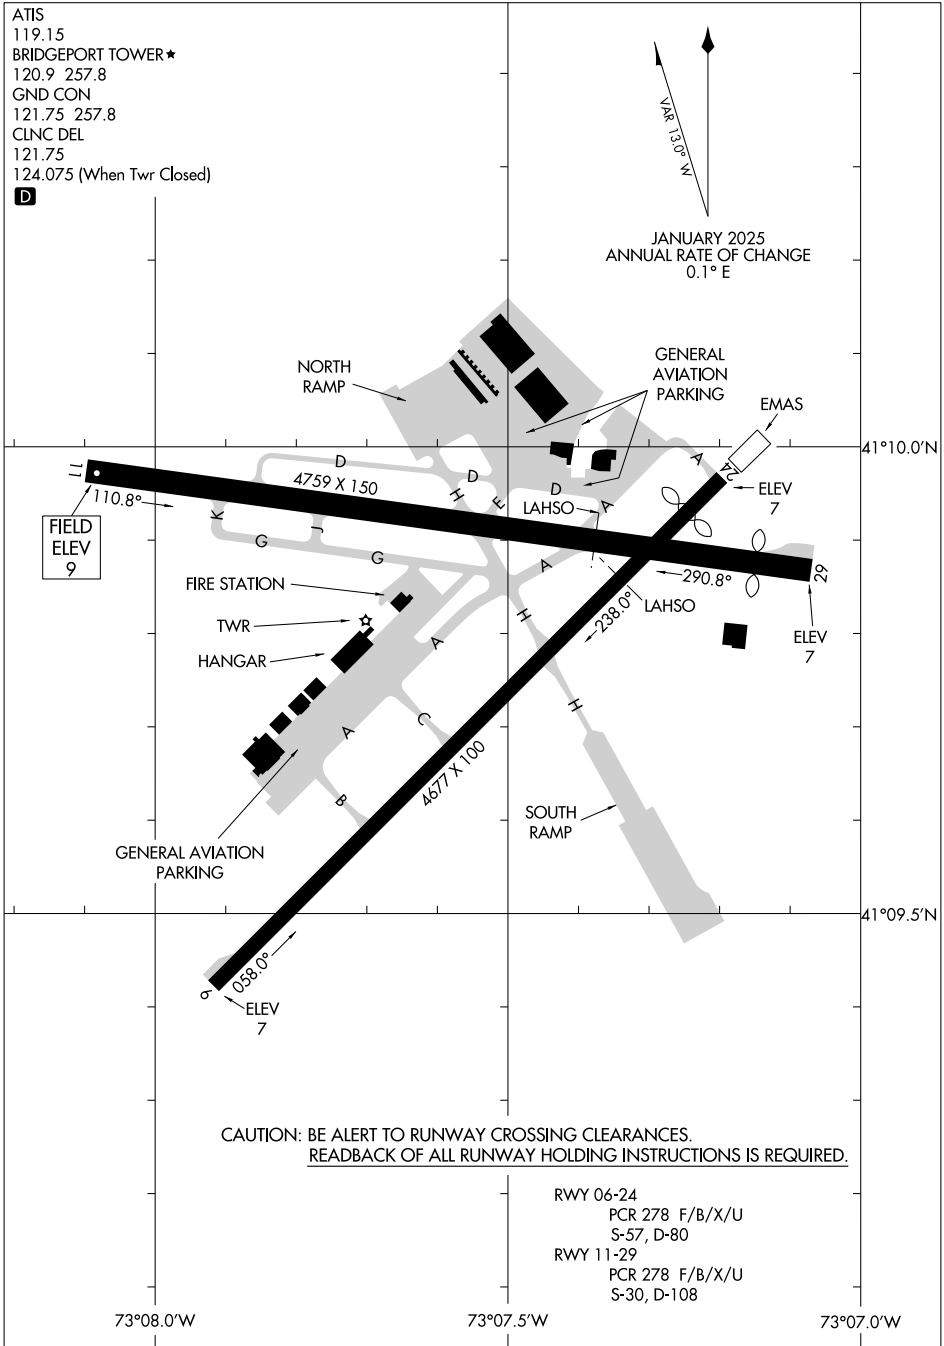 ATIS
119.15
BRIDGEPORT TOWER★
120.9 257.8
GND CON
121.75 257.8
CLNC DEL
121.75
124.075 (When Twr Closed)
D
VAR 13.0° W
JANUARY 2025
ANNUAL RATE OF CHANGE
0.1° E
NORTH
RAMP
GENERAL
AVIATION
PARKING
EMAS
41°10.0'N
11
110.8°
4759 X 150
D
D
D
H
E
A
A
24
ELEV
7
LAHSO
FIELD
ELEV
9
K
G
J
G
A
290.8°
29
FIRE STATION
LAHSO
H
238.0°
TWR
HANGAR
A
ELEV
7
H
A
C
4677 X 100
B
SOUTH
RAMP
GENERAL AVIATION
PARKING
41°09.5'N
6
058.0°
ELEV
7
CAUTION: BE ALERT TO RUNWAY CROSSING CLEARANCES.
READBACK OF ALL RUNWAY HOLDING INSTRUCTIONS IS REQUIRED.
RWY 06-24
PCR 278 F/B/X/U
S-57, D-80
RWY 11-29
PCR 278 F/B/X/U
S-30, D-108
73°08.0'W
73°07.5'W
73°07.0'W